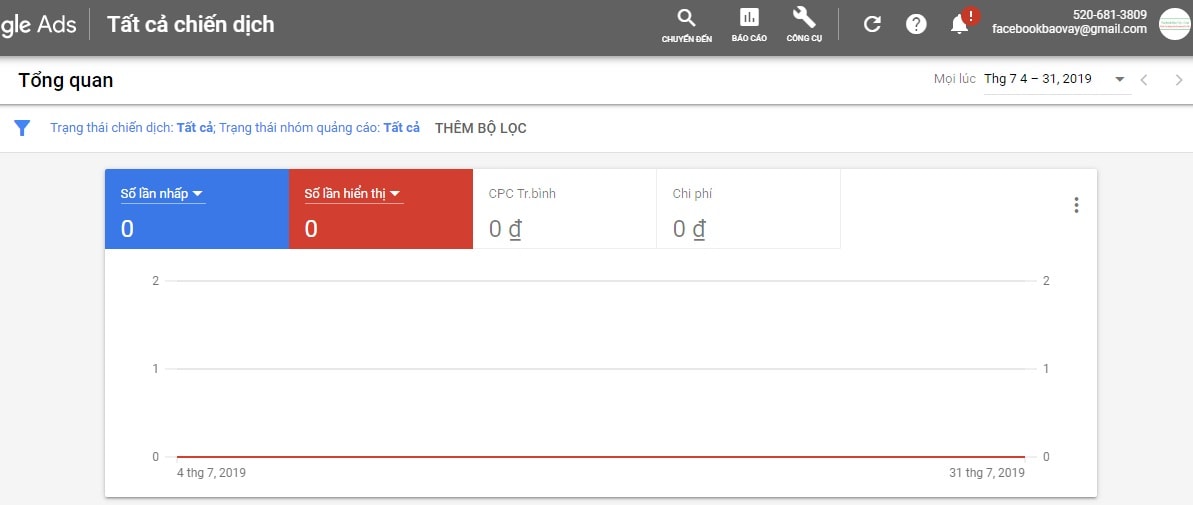 gle Ads Tất cả chiến dịch
CHUYỂN ĐẾN BÁO CÁO CÔNG CỤ
!
520-681-3809
facebookbaovay@gmail.com
Tổng quan
Mọi lúc Thg 7 4 – 31, 2019
Trạng thái chiến dịch: Tất cả; Trạng thái nhóm quảng cáo: Tất cả THÊM BỘ LỌC
Số lần nhấp Số lần hiển thị CPC Tr.bình Chi phí
0 0 0 ₫ 0 ₫
2 2
1 1
0 0
4 thg 7, 2019 31 thg 7, 2019